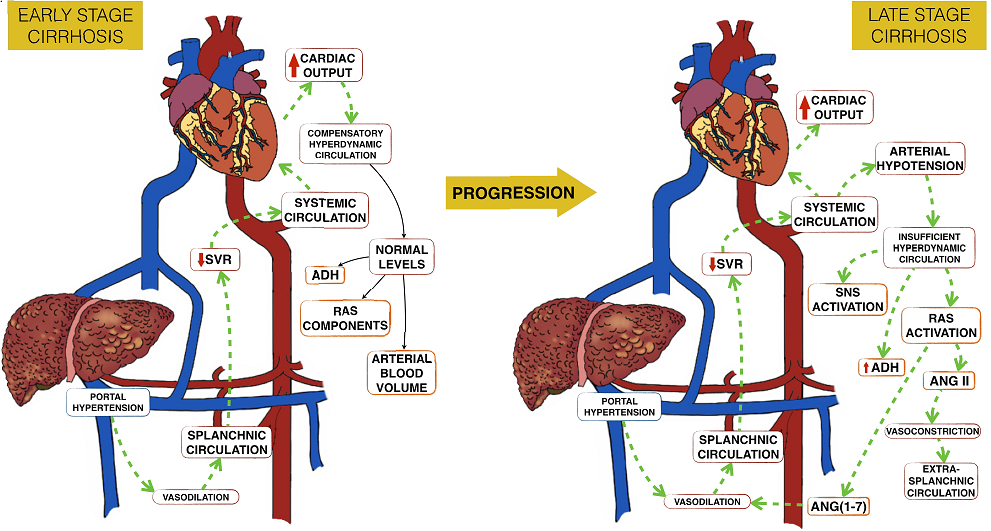 EARLY STAGE
CIRRHOSIS
CARDIAC
OUTPUT
COMPENSATORY
HYPERDYNAMIC
CIRCULATION
SYSTEMIC
CIRCULATION
SVR
NORMAL
LEVELS
ADH
RAS
COMPONENTS
ARTERIAL
BLOOD
VOLUME
PORTAL
HYPERTENSION
SPLANCHNIC
CIRCULATION
VASODILATION
PROGRESSION
LATE STAGE
CIRRHOSIS
CARDIAC
OUTPUT
ARTERIAL
HYPOTENSION
SYSTEMIC
CIRCULATION
INSUFFICIENT
HYPERDYNAMIC
CIRCULATION
SVR
SNS
ACTIVATION
RAS
ACTIVATION
ADH
ANG II
PORTAL
HYPERTENSION
VASOCONSTRICTION
SPLANCHNIC
CIRCULATION
EXTRA-
SPLANCHNIC
CIRCULATION
VASODILATION
ANG(1-7)